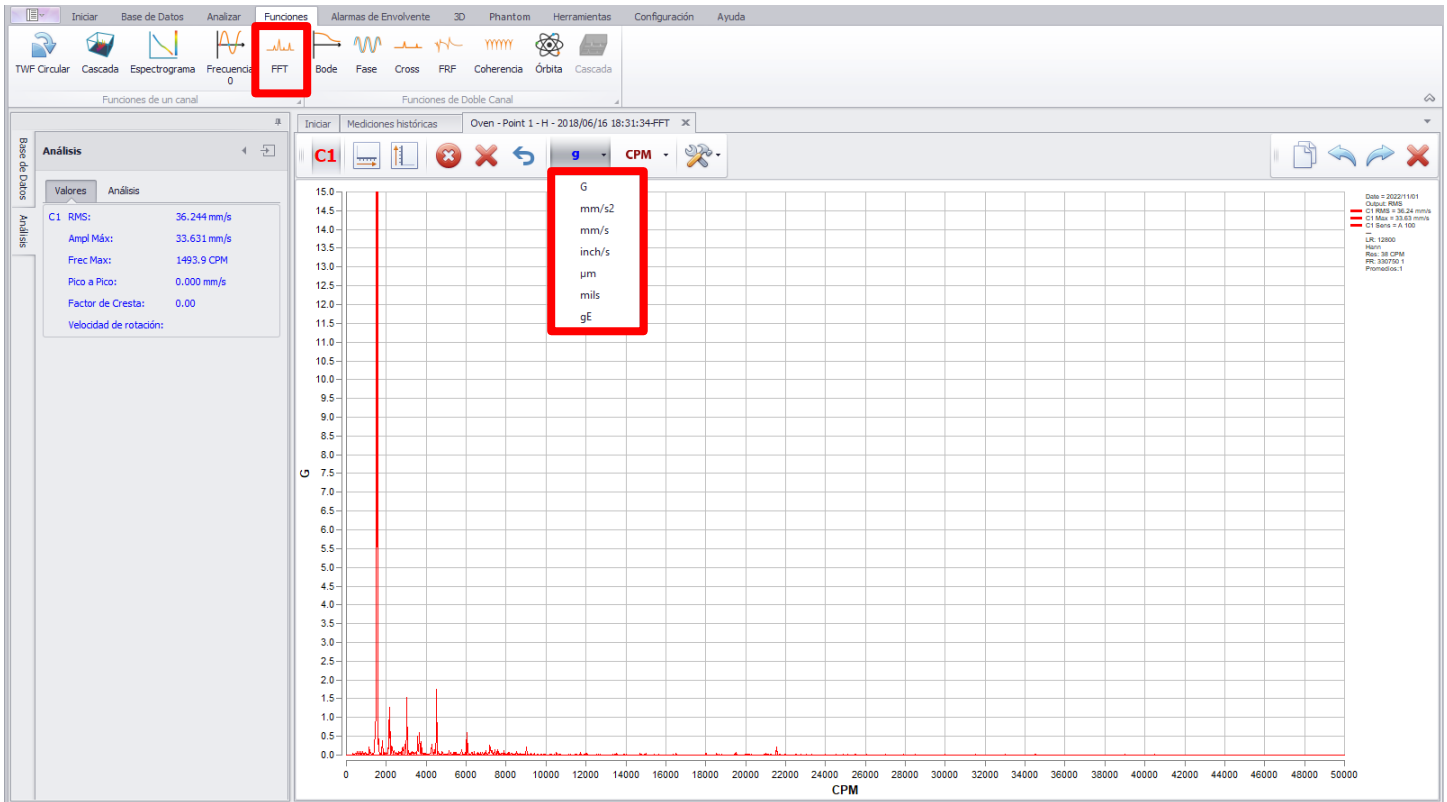 Iniciar Base de Datos Analizar Funciones Alarmas de Envolvente 3D Phantom Herramientas Configuración Ayuda
TWF Circular Cascada Espectrograma Frecuencia 0 FFT Bode Fase Cross FRF Coherencia Órbita Cascada
Funciones de un canal Funciones de Doble Canal
Base de Datos
Análisis
Análisis
Valores Análisis
C1 RMS: 36.244 mm/s
Ampl Máx: 33.631 mm/s
Frec Max: 1493.9 CPM
Pico a Pico: 0.000 mm/s
Factor de Cresta: 0.00
Velocidad de rotación:
Iniciar Mediciones históricas Oven - Point 1 - H - 2018/06/16 18:31:34-FFT
C1 g CPM
G
mm/s2
mm/s
inch/s
µm
mils
gE
Date = 2022/11/01
Output: RMS
C1 RMS = 36.24 mm/s
C1 Max = 33.63 mm/s
C1 Sens = A 100
LR: 12800
Hann
Res: 38 CPM
FR: 330750 1
Promedios:1
G
15.0
14.5
14.0
13.5
13.0
12.5
12.0
11.5
11.0
10.5
10.0
9.5
9.0
8.5
8.0
7.5
7.0
6.5
6.0
5.5
5.0
4.5
4.0
3.5
3.0
2.5
2.0
1.5
1.0
0.5
0.0
0 2000 4000 6000 8000 10000 12000 14000 16000 18000 20000 22000 24000 26000 28000 30000 32000 34000 36000 38000 40000 42000 44000 46000 48000 50000
CPM